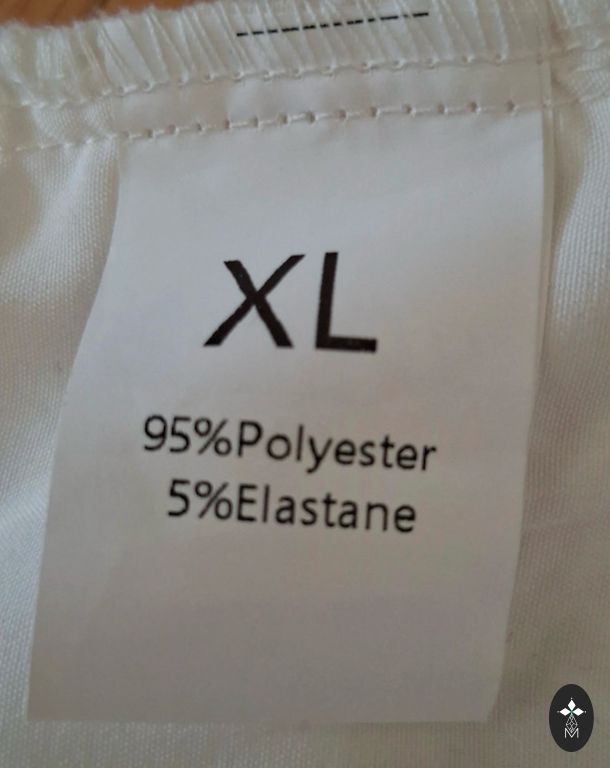 XL
95%Polyester
5%Elastane
M